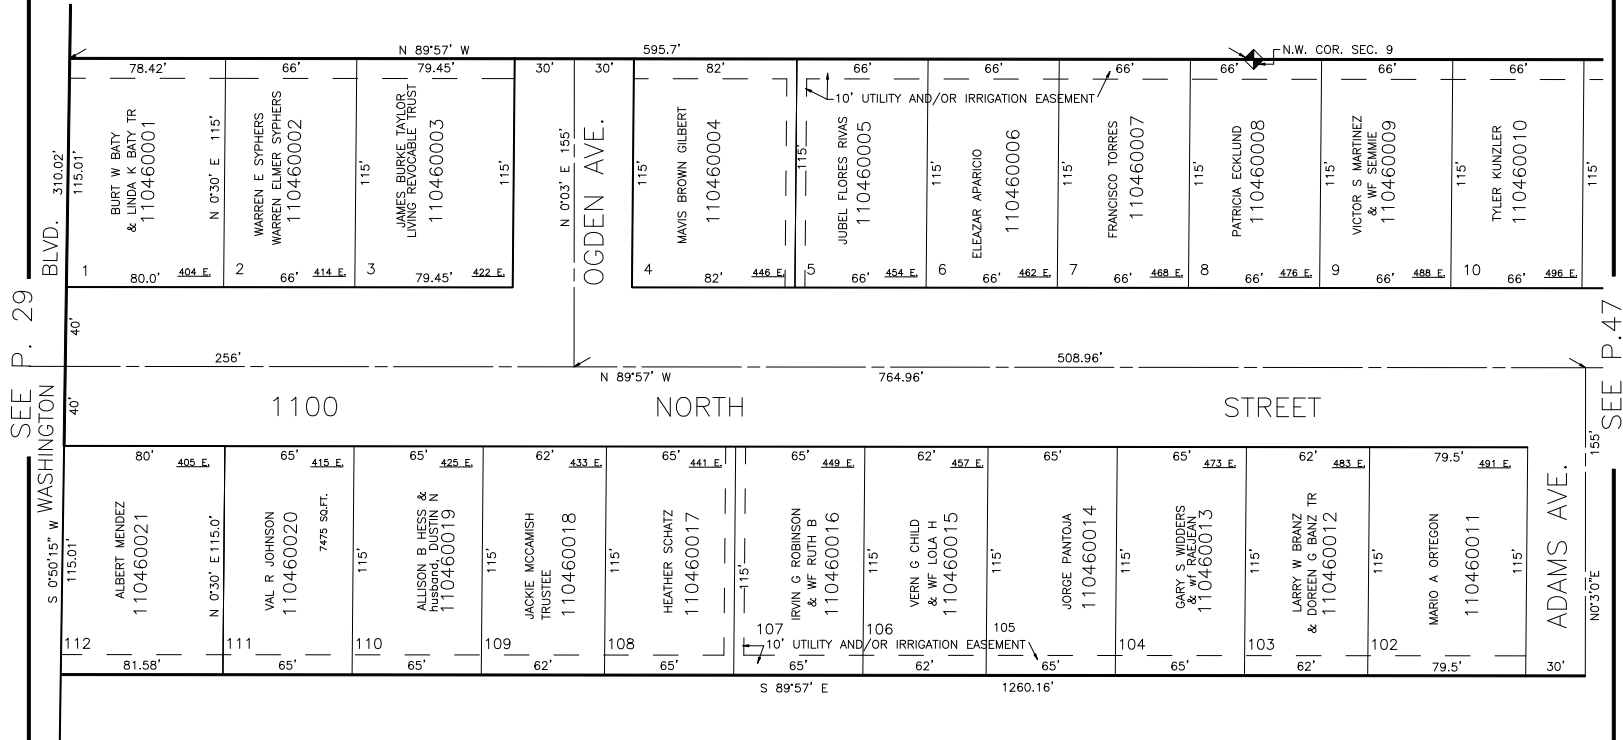 N 89°57' W
595.7'
N.W. COR. SEC. 9
78.42'
66'
79.45'
30'
30'
82'
66'
66'
66'
66'
66'
66'
10' UTILITY AND/OR IRRIGATION EASEMENT
310.02'
115.01'
BURT W BATY
& LINDA K BATY TR
110460001
N 0°30' E 115'
WARREN E SYPHERS
WARREN ELMER SYPHERS
110460002
115'
JAMES BURKE TAYLOR
LIVING REVOCABLE TRUST
110460003
115'
N 0°03' E 155'
OGDEN AVE.
115'
MAVIS BROWN GILBERT
110460004
115'
JUBEL FLORES RIVAS
110460005
115'
ELEAZAR APARICIO
110460006
115'
FRANCISCO TORRES
110460007
115'
PATRICIA ECKLUND
110460008
115'
VICTOR S MARTINEZ
& WF SEMMIE
110460009
115'
TYLER KUNZLER
110460010
115'
1
80.0'
404 E.
2
66'
414 E.
3
79.45'
422 E.
4
82'
446 E.
5
66'
454 E.
6
66'
462 E.
7
66'
468 E.
8
66'
476 E.
9
66'
488 E.
10
66'
496 E.
SEE P. 29
WASHINGTON BLVD.
SEE P.47
40'
256'
508.96'
N 89°57' W
764.96'
40'
1100 NORTH STREET
80'
405 E.
65'
415 E.
65'
425 E.
62'
433 E.
65'
441 E.
65'
449 E.
62'
457 E.
65'
65'
473 E.
62'
483 E.
79.5'
491 E.
155'
S 0°50'15" W
115.01'
ALBERT MENDEZ
110460021
N 0°30' E 115.0'
VAL R JOHNSON
110460020
7475 SQ.FT.
115'
ALLISON B HESS &
husband, DUSTIN N
110460019
115'
JACKIE MCCAMISH
TRUSTEE
110460018
115'
HEATHER SCHATZ
110460017
115'
IRVIN G ROBINSON
& WF RUTH B
110460016
115'
VERN G CHILD
& WF LOLA H
110460015
115'
JORGE PANTOJA
110460014
115'
GARY S WIDDERS
& wf RAEJEAN
110460013
115'
LARRY W BRANZ
& DOREEN G BANZ TR
110460012
115'
MARIO A ORTEGON
110460011
115'
ADAMS AVE.
N0°3'0"E
112
111
110
109
108
107
106
105
104
103
102
10' UTILITY AND/OR IRRIGATION EASEMENT
81.58'
65'
65'
62'
65'
65'
62'
65'
65'
62'
79.5'
30'
S 89°57' E
1260.16'